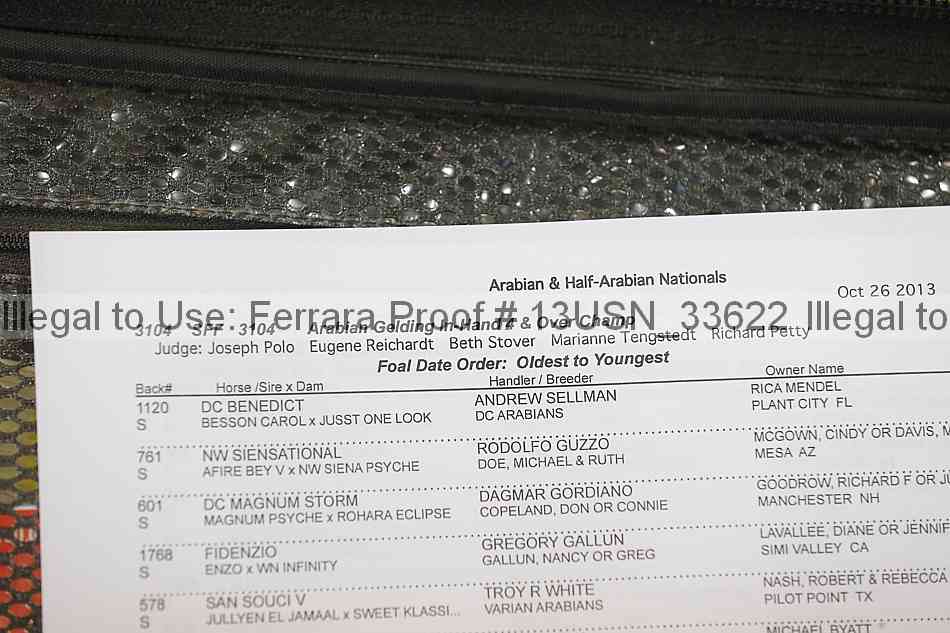 Arabian & Half-Arabian Nationals
Oct 26 2013
Illegal to Use: Ferrara Proof # 13USN_33622 Illegal to
3104 SFF 3104 Arabian Gelding In-Hand 4 & Over Champ
Judge: Joseph Polo Eugene Reichardt Beth Stover Marianne Tengstedt Richard Petty
Foal Date Order: Oldest to Youngest
Back# Horse /Sire x Dam Handler / Breeder Owner Name
1120 DC BENEDICT ANDREW SELLMAN RICA MENDEL
S BESSON CAROL x JUSST ONE LOOK DC ARABIANS PLANT CITY FL
761 NW SIENSATIONAL RODOLFO GUZZO MCGOWN, CINDY OR DAVIS, M
S AFIRE BEY V x NW SIENA PSYCHE DOE, MICHAEL & RUTH MESA AZ
601 DC MAGNUM STORM DAGMAR GORDIANO GOODROW, RICHARD F OR JU
S MAGNUM PSYCHE x ROHARA ECLIPSE COPELAND, DON OR CONNIE MANCHESTER NH
1768 FIDENZIO GREGORY GALLUN LAVALLEE, DIANE OR JENNIF
S ENZO x WN INFINITY GALLUN, NANCY OR GREG SIMI VALLEY CA
578 SAN SOUCI V TROY R WHITE NASH, ROBERT & REBECCA
S JULLYEN EL JAMAAL x SWEET KLASSI... VARIAN ARABIANS PILOT POINT TX
MICHAEL BYATT